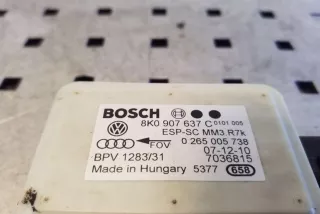 BOSCH
8K0 907 637 C 0101 005
ESP-SC MM3.R7k
FOV 0 265 005 738
BPV 1283/31 07-12-10
7036815
Made in Hungary 5377 658